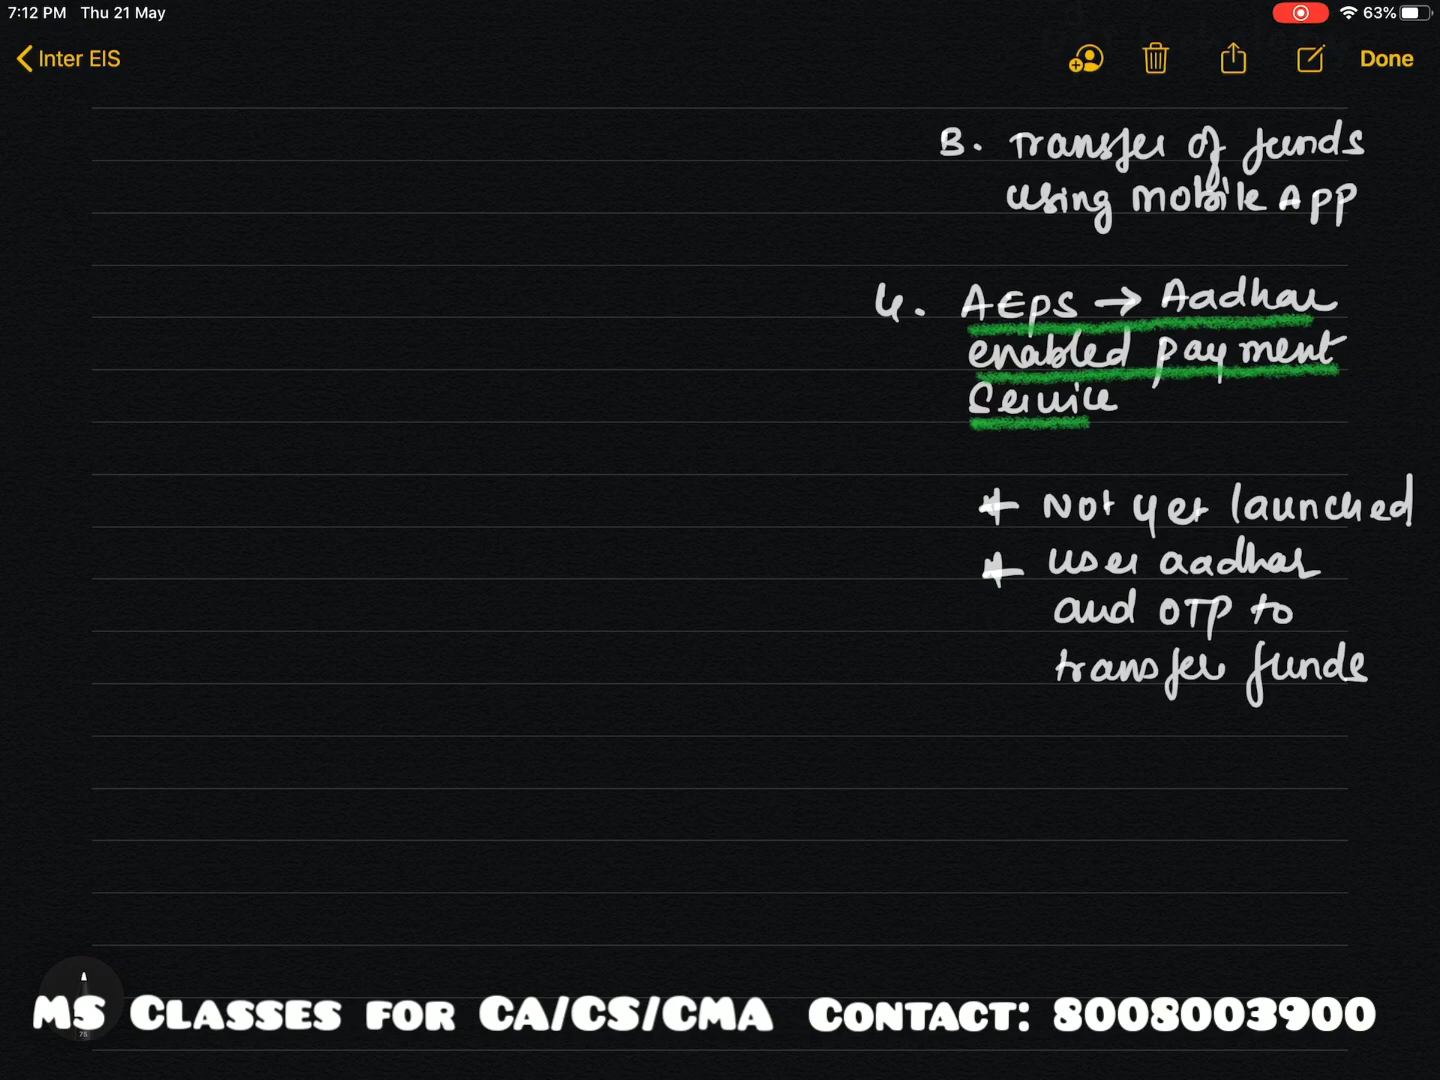 7:12 PM Thu 21 May
63%
Inter EIS
Done
B. Transfer of funds
using mobile App
4. AEPS → Aadhar
enabled payment
Service
* Not yet launched
* User aadhar
and OTP to
transfer funds
MS Classes for CA/CS/CMA Contact: 8008003900